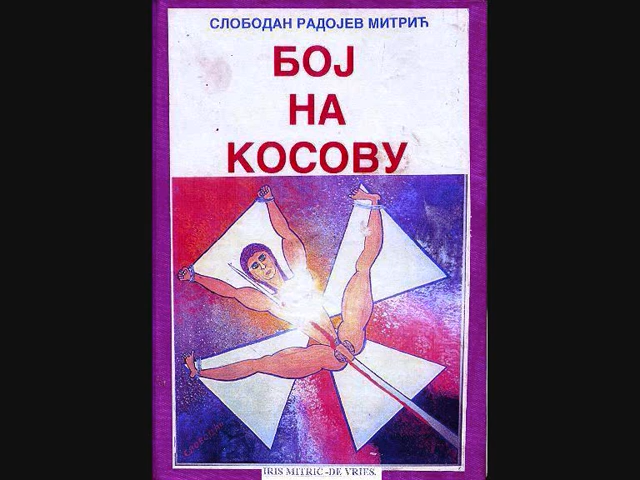 СЛОБОДАН РАДОЈЕВ МИТРИЋ
БОЈ
НА
КОСОВУ
IRIS MITRIĆ-DE VRIES.